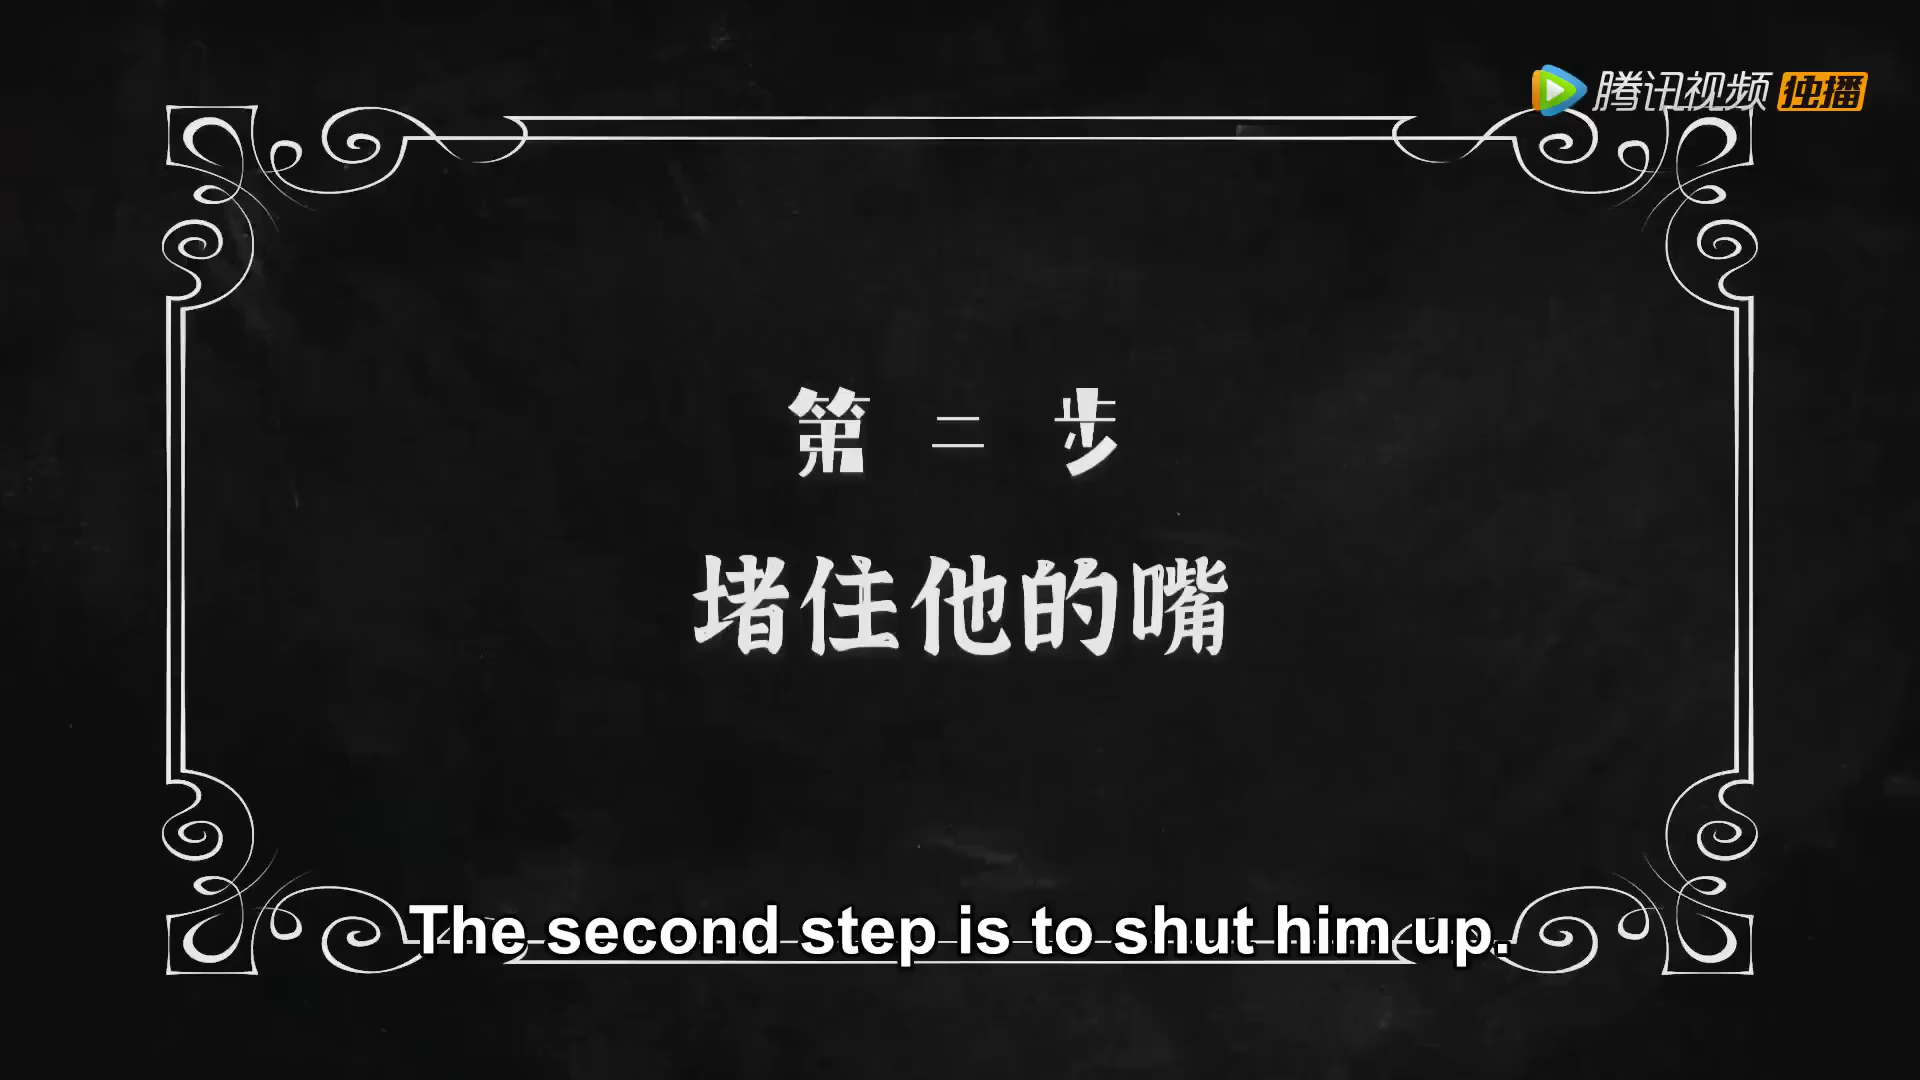 腾讯视频 独播
第二步
堵住他的嘴
The second step is to shut him up.